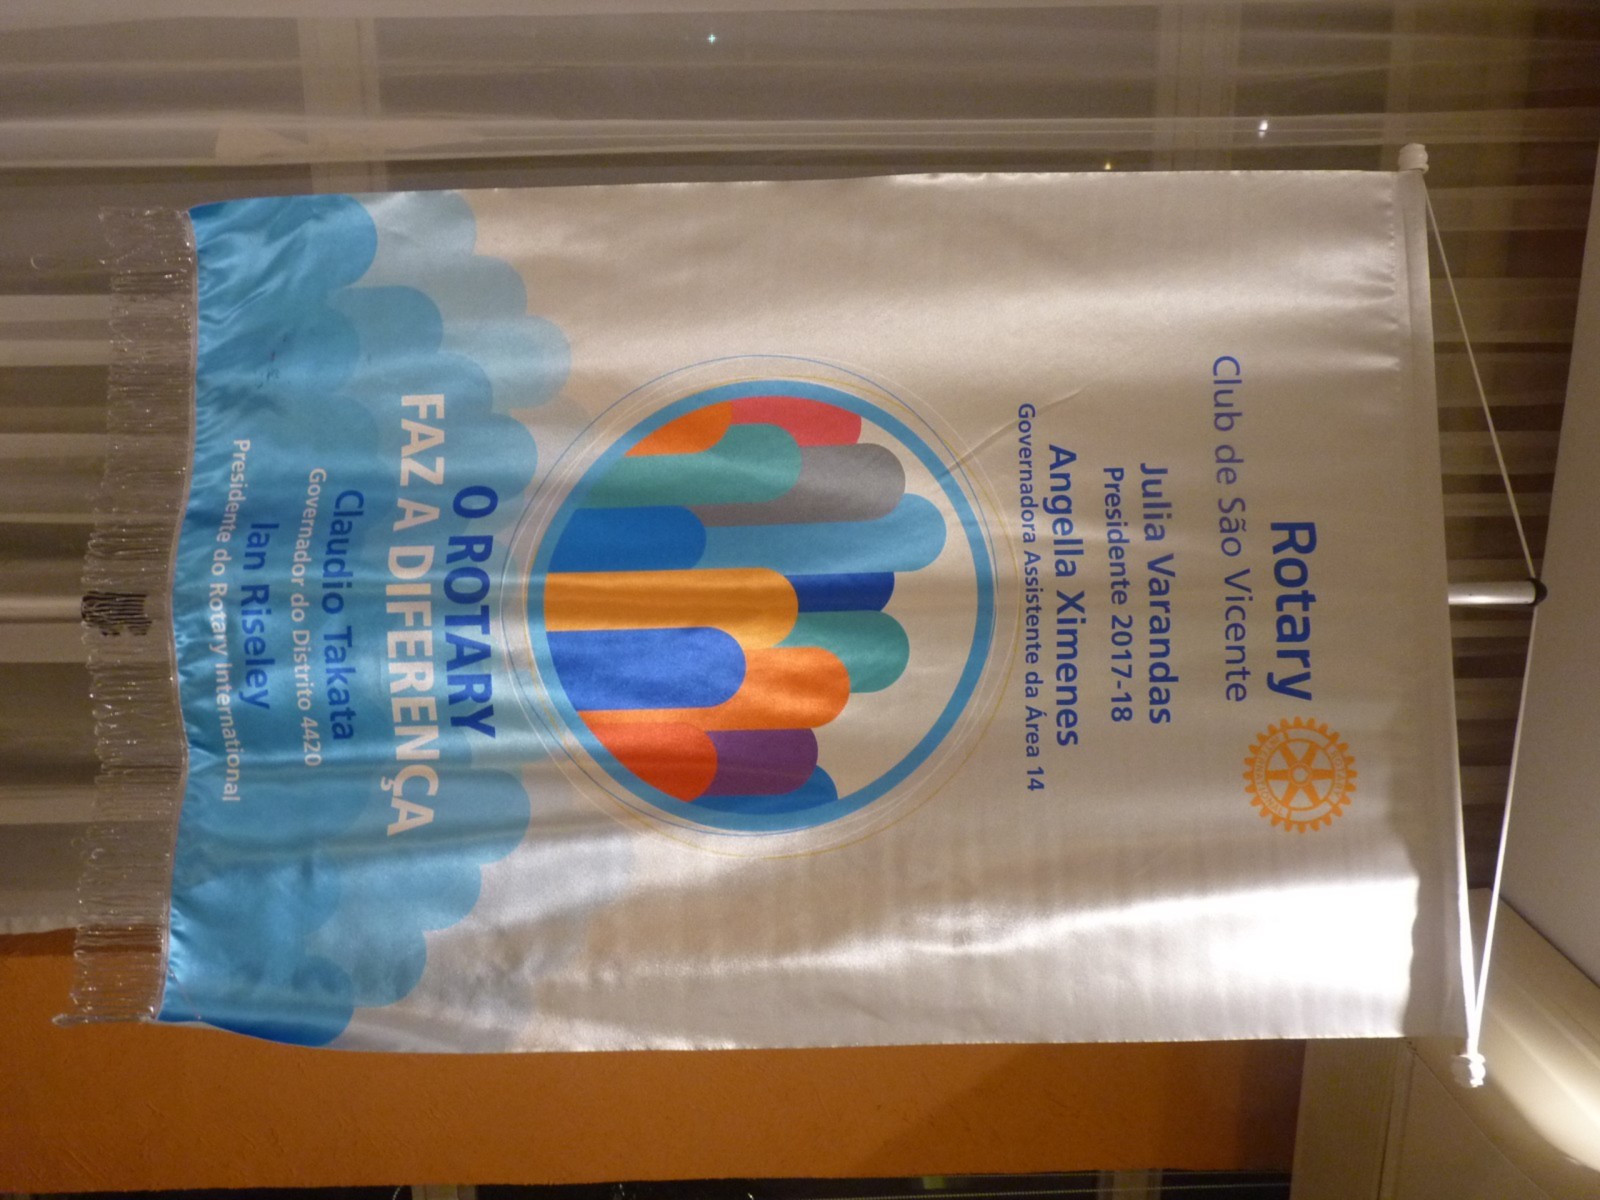 Rotary
Club de São Vicente
Julia Varandas
Presidente 2017-18
Angella Ximenes
Governadora Assistente da Área 14
O ROTARY
FAZ A DIFERENÇA
Claudio Takata
Governador do Distrito 4420
Ian Riseley
Presidente do Rotary International